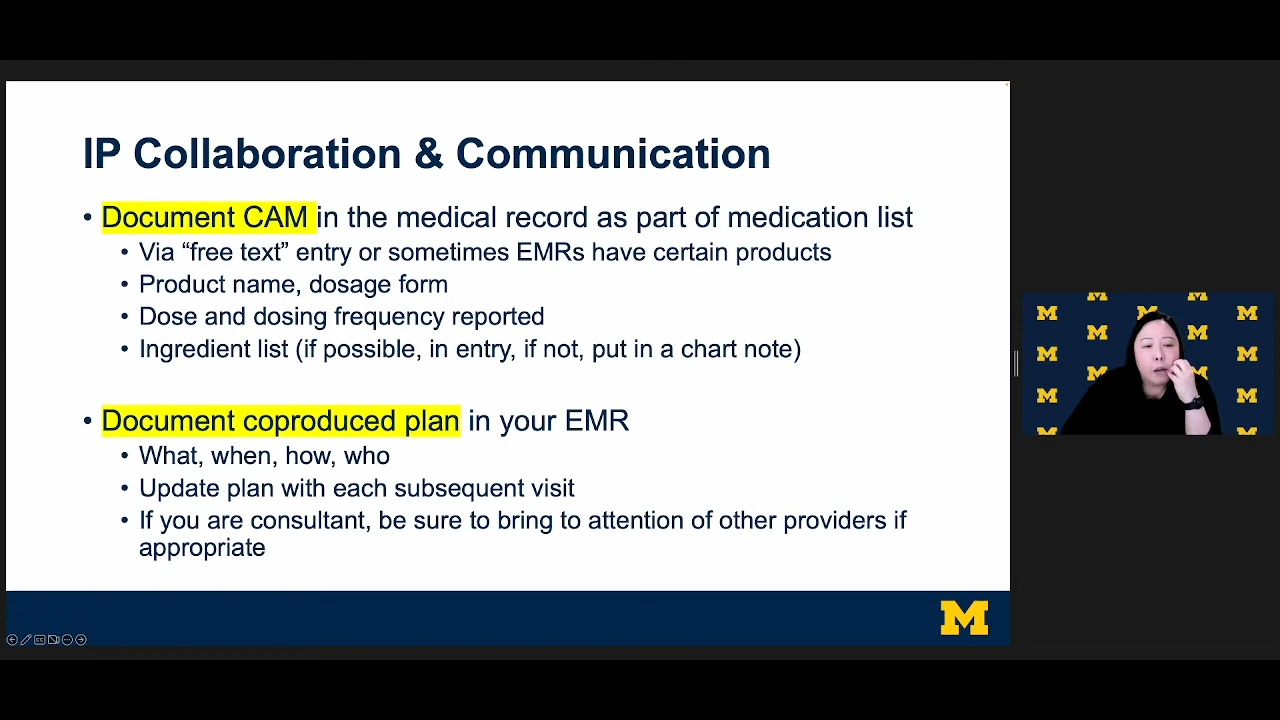 IP Collaboration & Communication
• Document CAM in the medical record as part of medication list
• Via “free text” entry or sometimes EMRs have certain products
• Product name, dosage form
• Dose and dosing frequency reported
• Ingredient list (if possible, in entry, if not, put in a chart note)
• Document coproduced plan in your EMR
• What, when, how, who
• Update plan with each subsequent visit
• If you are consultant, be sure to bring to attention of other providers if
appropriate
M